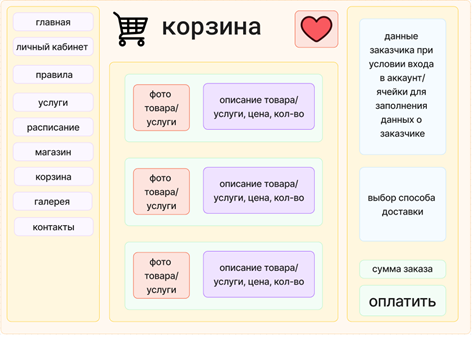 главная
личный кабинет
правила
услуги
расписание
магазин
корзина
галерея
контакты
корзина
фото
товара/
услуги
описание товара/
услуги, цена, кол-во
фото
товара/
услуги
описание товара/
услуги, цена, кол-во
фото
товара/
услуги
описание товара/
услуги, цена, кол-во
данные
заказчика при
условии входа
в аккаунт/
ячейки для
заполнения
данных о
заказчике
выбор способа
доставки
сумма заказа
оплатить